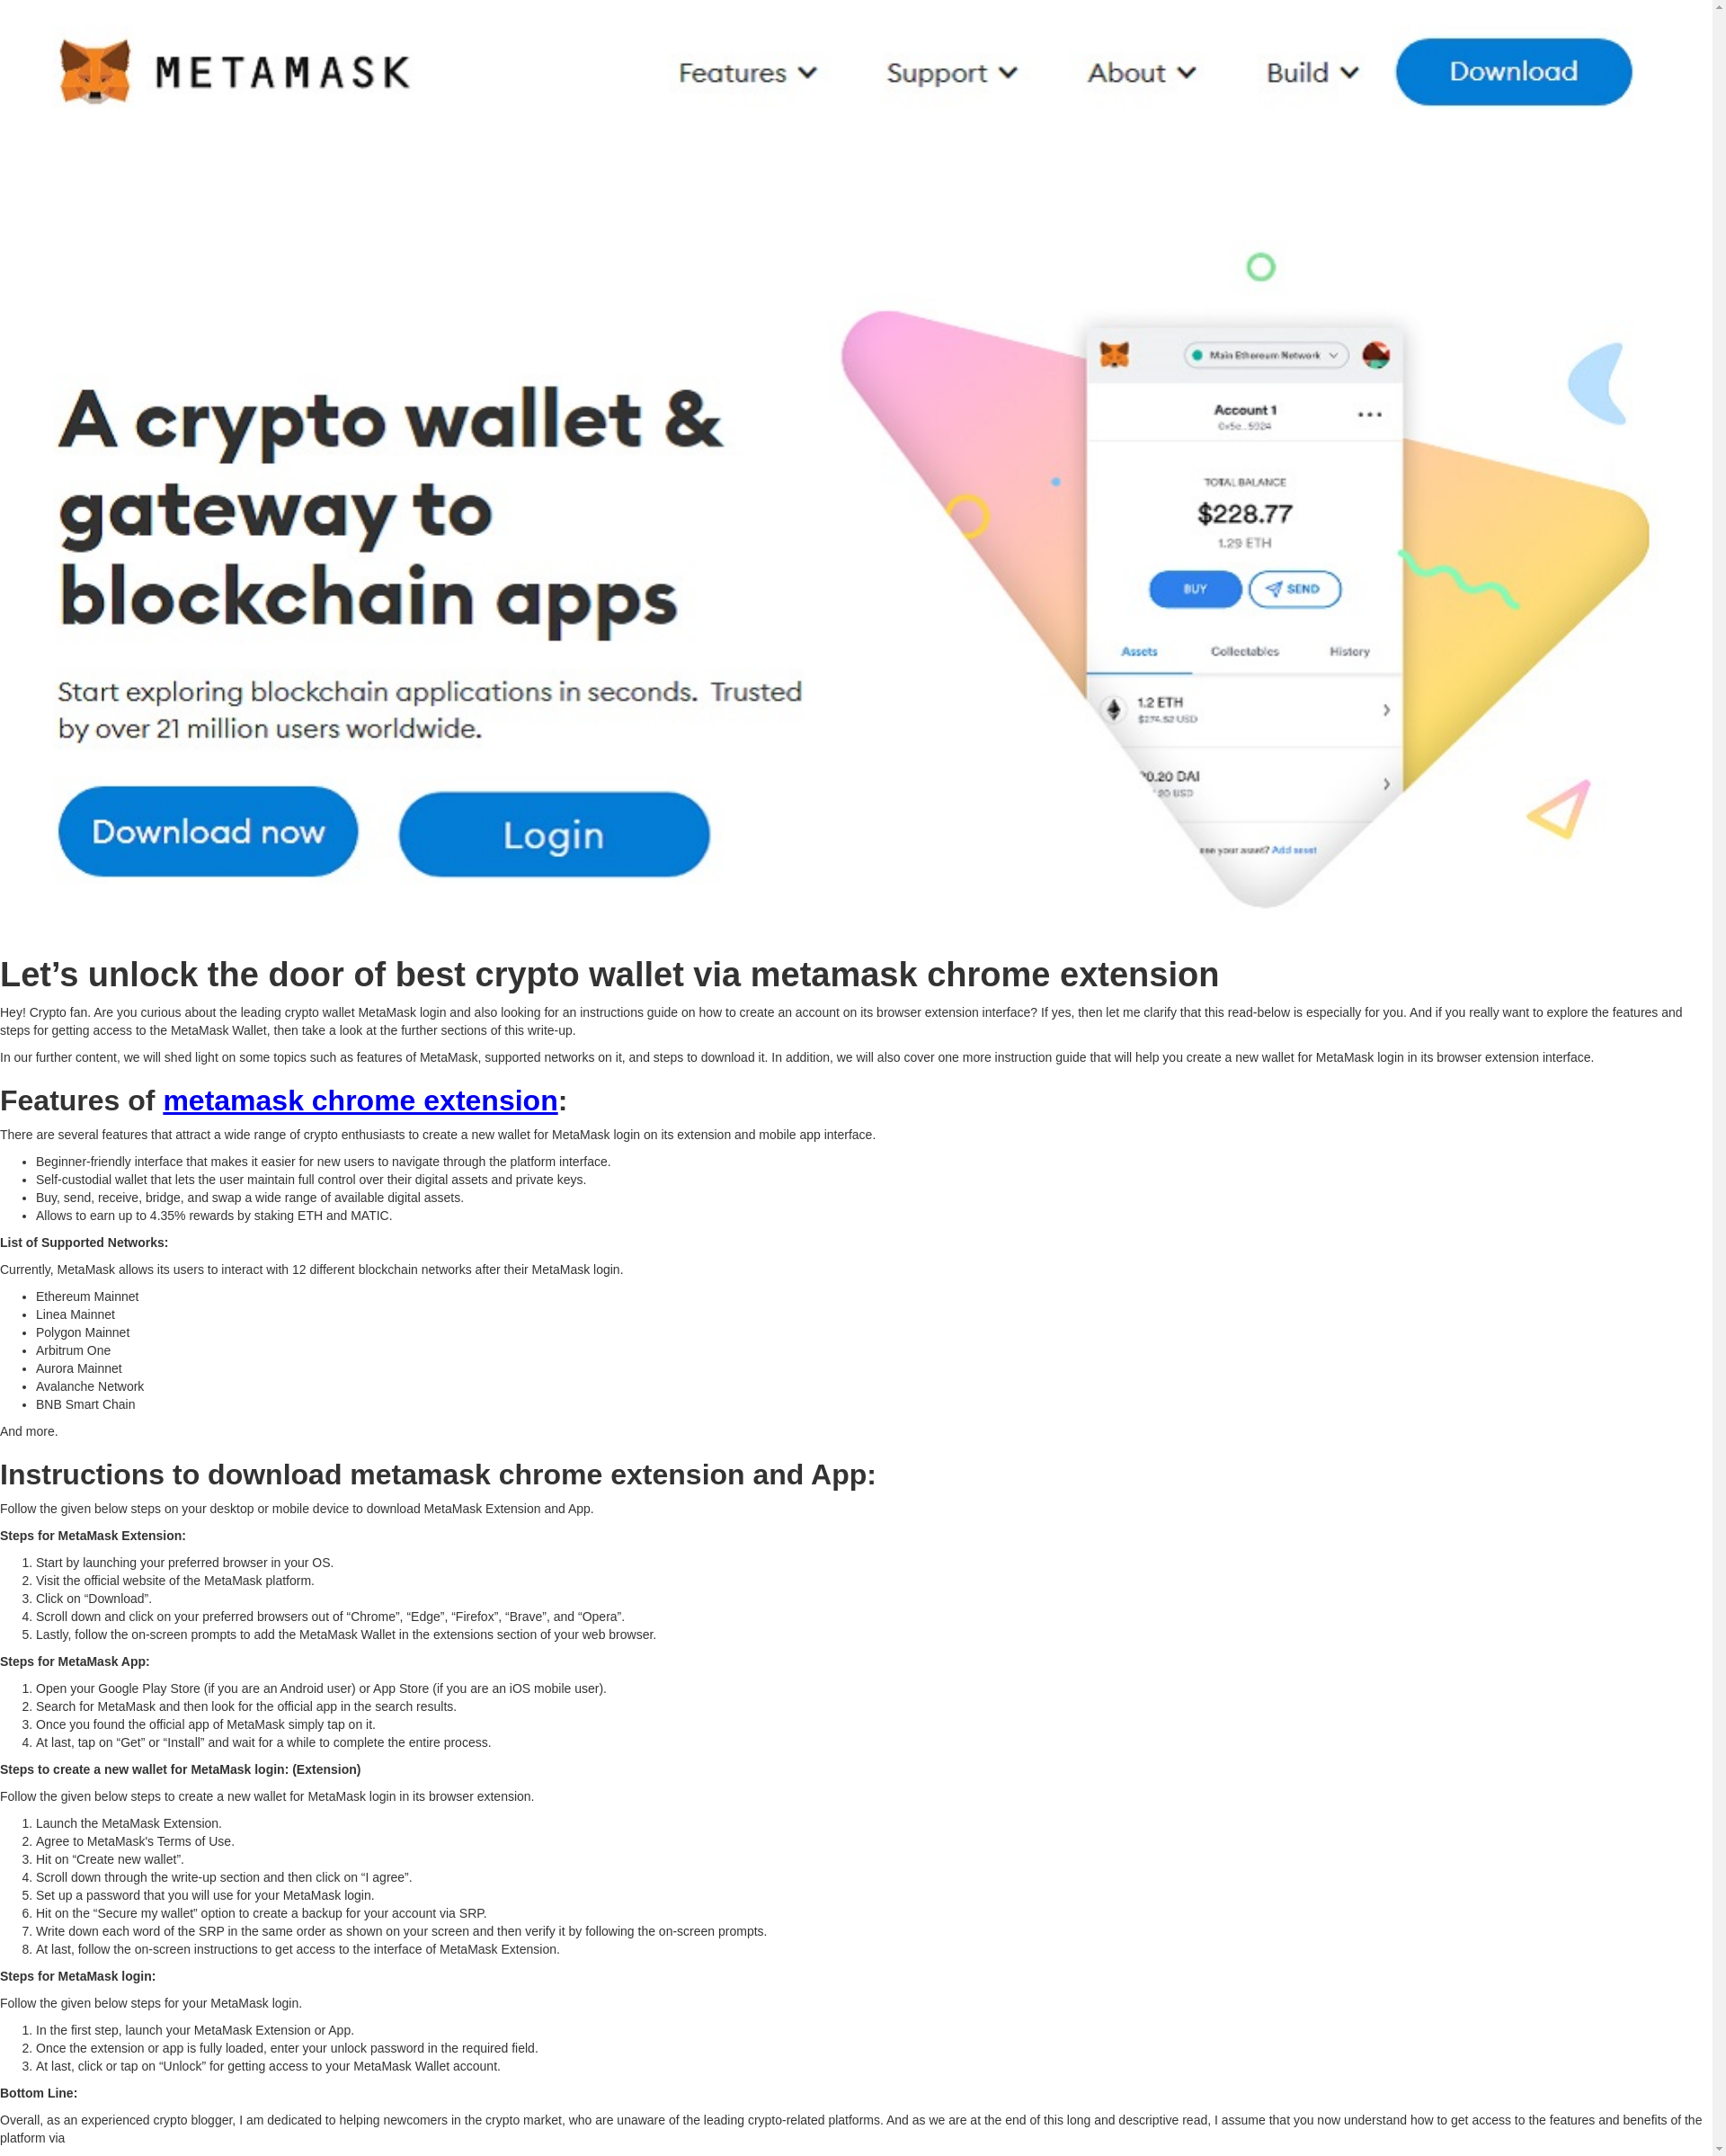 METAMASK
Features
Support
About
Build
Download
A crypto wallet &
gateway to
blockchain apps
Start exploring blockchain applications in seconds. Trusted
by over 21 million users worldwide.
Download now
Login
Main Ethereum Network
Account 1
0x5e...5924
TOTAL BALANCE
$228.77
1.29 ETH
BUY
SEND
Assets
Collectables
History
1.2 ETH
$274.52 USD
0.20 DAI
20 USD
your asset? Add asset
Let’s unlock the door of best crypto wallet via metamask chrome extension
Hey! Crypto fan. Are you curious about the leading crypto wallet MetaMask login and also looking for an instructions guide on how to create an account on its browser extension interface? If yes, then let me clarify that this read-below is especially for you. And if you really want to explore the features and
steps for getting access to the MetaMask Wallet, then take a look at the further sections of this write-up.
In our further content, we will shed light on some topics such as features of MetaMask, supported networks on it, and steps to download it. In addition, we will also cover one more instruction guide that will help you create a new wallet for MetaMask login in its browser extension interface.
Features of metamask chrome extension:
There are several features that attract a wide range of crypto enthusiasts to create a new wallet for MetaMask login on its extension and mobile app interface.
• Beginner-friendly interface that makes it easier for new users to navigate through the platform interface.
• Self-custodial wallet that lets the user maintain full control over their digital assets and private keys.
• Buy, send, receive, bridge, and swap a wide range of available digital assets.
• Allows to earn up to 4.35% rewards by staking ETH and MATIC.
List of Supported Networks:
Currently, MetaMask allows its users to interact with 12 different blockchain networks after their MetaMask login.
• Ethereum Mainnet
• Linea Mainnet
• Polygon Mainnet
• Arbitrum One
• Aurora Mainnet
• Avalanche Network
• BNB Smart Chain
And more.
Instructions to download metamask chrome extension and App:
Follow the given below steps on your desktop or mobile device to download MetaMask Extension and App.
Steps for MetaMask Extension:
1. Start by launching your preferred browser in your OS.
2. Visit the official website of the MetaMask platform.
3. Click on “Download”.
4. Scroll down and click on your preferred browsers out of “Chrome”, “Edge”, “Firefox”, “Brave”, and “Opera”.
5. Lastly, follow the on-screen prompts to add the MetaMask Wallet in the extensions section of your web browser.
Steps for MetaMask App:
1. Open your Google Play Store (if you are an Android user) or App Store (if you are an iOS mobile user).
2. Search for MetaMask and then look for the official app in the search results.
3. Once you found the official app of MetaMask simply tap on it.
4. At last, tap on “Get” or “Install” and wait for a while to complete the entire process.
Steps to create a new wallet for MetaMask login: (Extension)
Follow the given below steps to create a new wallet for MetaMask login in its browser extension.
1. Launch the MetaMask Extension.
2. Agree to MetaMask's Terms of Use.
3. Hit on “Create new wallet”.
4. Scroll down through the write-up section and then click on “I agree”.
5. Set up a password that you will use for your MetaMask login.
6. Hit on the “Secure my wallet” option to create a backup for your account via SRP.
7. Write down each word of the SRP in the same order as shown on your screen and then verify it by following the on-screen prompts.
8. At last, follow the on-screen instructions to get access to the interface of MetaMask Extension.
Steps for MetaMask login:
Follow the given below steps for your MetaMask login.
1. In the first step, launch your MetaMask Extension or App.
2. Once the extension or app is fully loaded, enter your unlock password in the required field.
3. At last, click or tap on “Unlock” for getting access to your MetaMask Wallet account.
Bottom Line:
Overall, as an experienced crypto blogger, I am dedicated to helping newcomers in the crypto market, who are unaware of the leading crypto-related platforms. And as we are at the end of this long and descriptive read, I assume that you now understand how to get access to the features and benefits of the
platform via